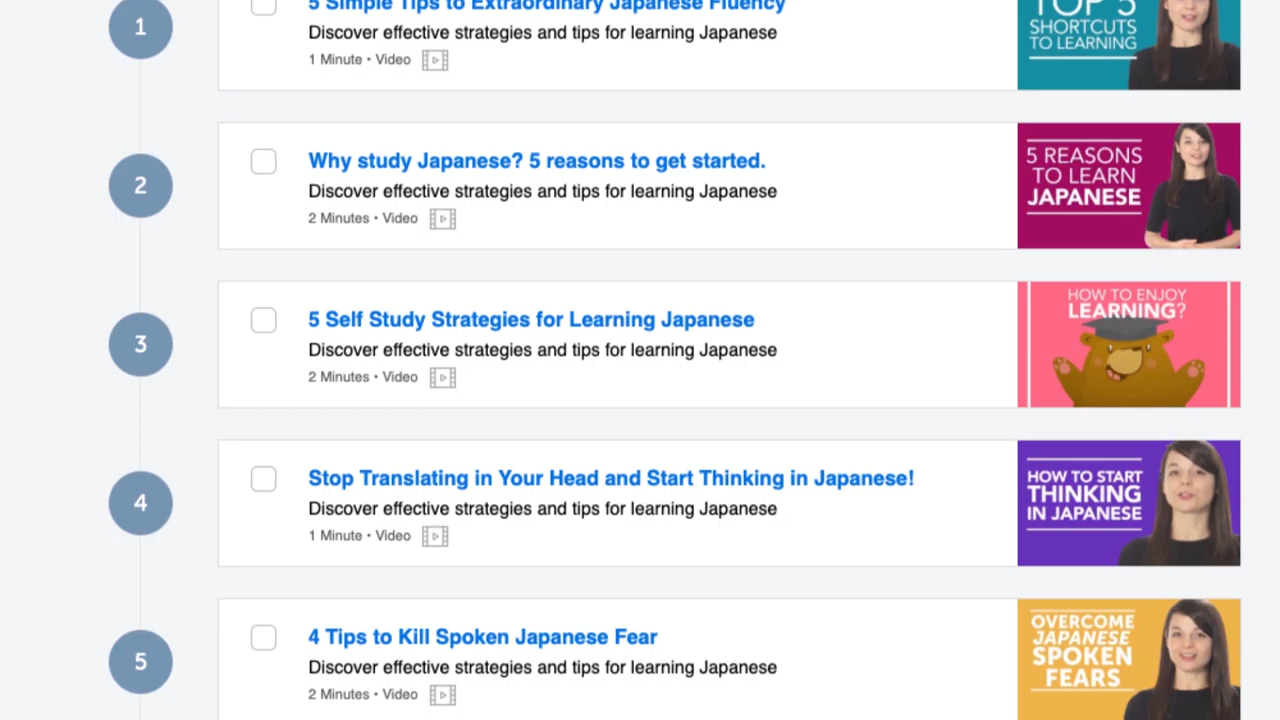 1
5 Simple Tips to Extraordinary Japanese Fluency
Discover effective strategies and tips for learning Japanese
1 Minute • Video
TOP 5
SHORTCUTS
TO LEARNING
2
Why study Japanese? 5 reasons to get started.
Discover effective strategies and tips for learning Japanese
2 Minutes • Video
5 REASONS
TO LEARN
JAPANESE
3
5 Self Study Strategies for Learning Japanese
Discover effective strategies and tips for learning Japanese
2 Minutes • Video
HOW TO ENJOY
LEARNING?
4
Stop Translating in Your Head and Start Thinking in Japanese!
Discover effective strategies and tips for learning Japanese
1 Minute • Video
HOW TO START
THINKING
IN JAPANESE
5
4 Tips to Kill Spoken Japanese Fear
Discover effective strategies and tips for learning Japanese
2 Minutes • Video
OVERCOME
JAPANESE
SPOKEN
FEARS